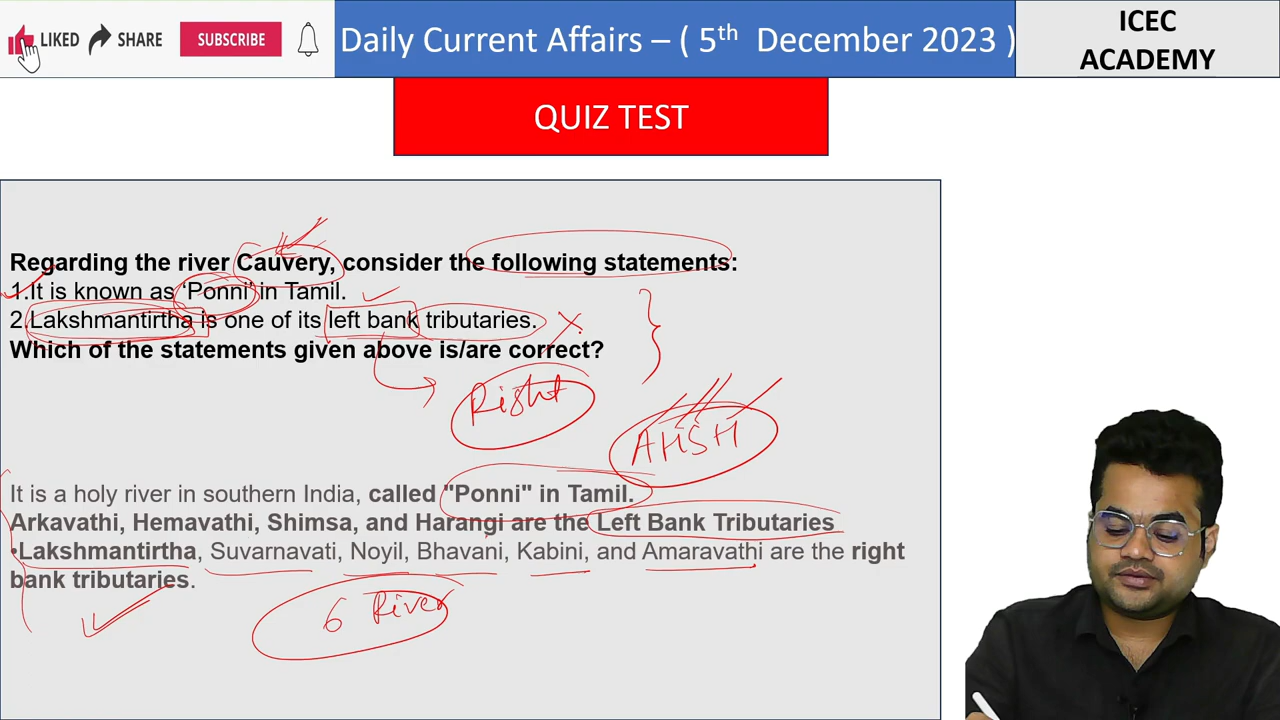 LIKED SHARE SUBSCRIBE
Daily Current Affairs – ( 5th December 2023 )
ICEC
ACADEMY
QUIZ TEST
Regarding the river Cauvery, consider the following statements:
1.It is known as ‘Ponni’ in Tamil.
2.Lakshmantirtha is one of its left bank tributaries.
Which of the statements given above is/are correct?
Right
AHSH
It is a holy river in southern India, called "Ponni" in Tamil.
Arkavathi, Hemavathi, Shimsa, and Harangi are the Left Bank Tributaries
•Lakshmantirtha, Suvarnavati, Noyil, Bhavani, Kabini, and Amaravathi are the right
bank tributaries.
6 River